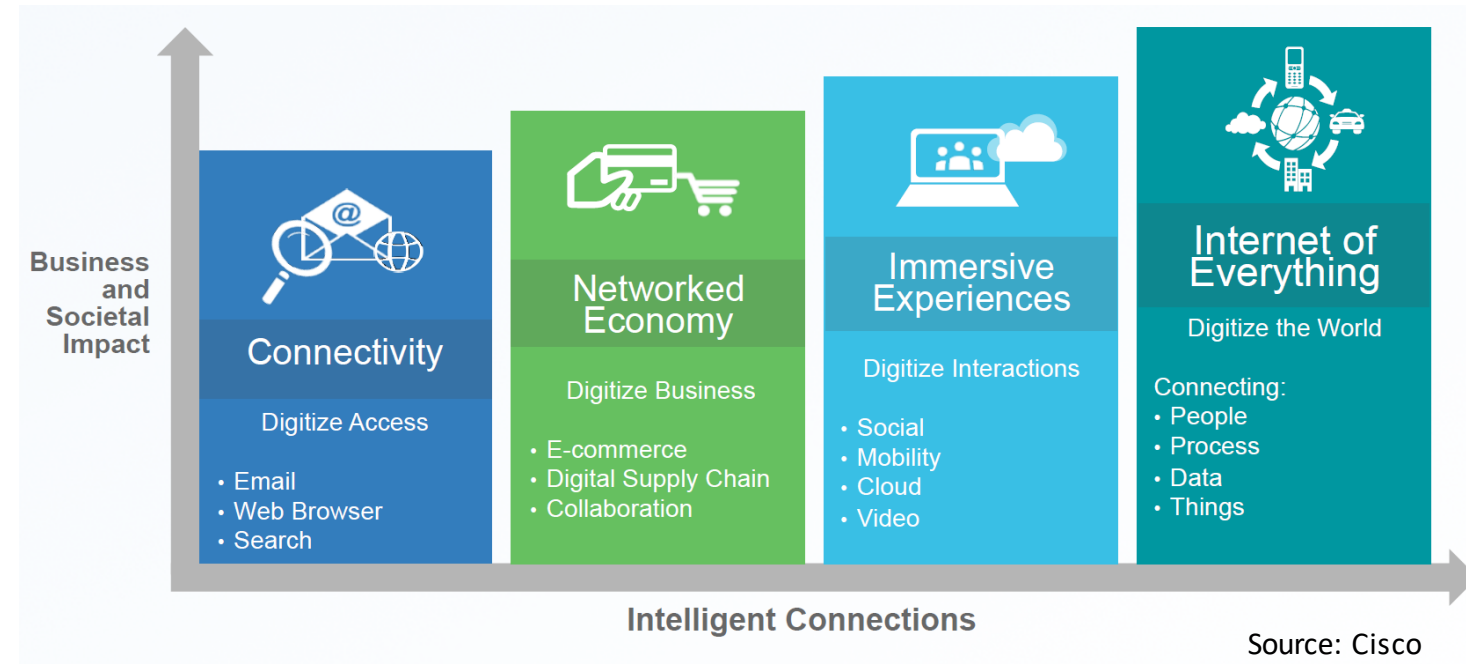 Business
and
Societal
Impact
@
Connectivity
Digitize Access
• Email
• Web Browser
• Search
Networked
Economy
Digitize Business
• E-commerce
• Digital Supply Chain
• Collaboration
Immersive
Experiences
Digitize Interactions
• Social
• Mobility
• Cloud
• Video
Internet of
Everything
Digitize the World
Connecting:
• People
• Process
• Data
• Things
Intelligent Connections
Source: Cisco